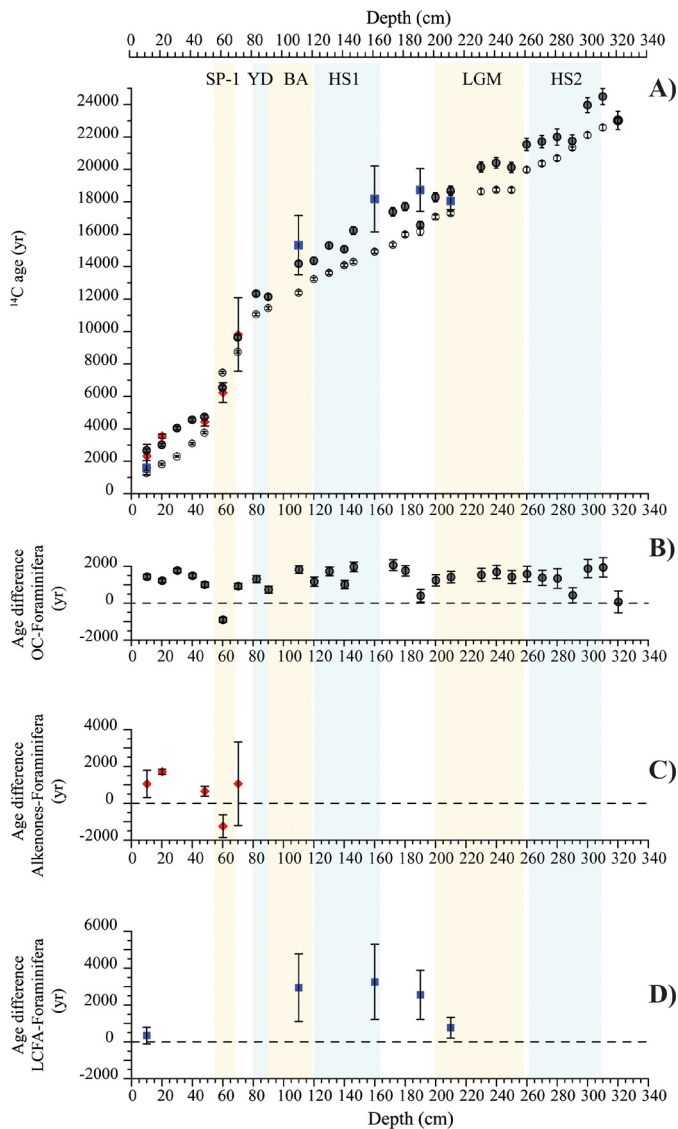 Depth (cm)
0 20 40 60 80 100 120 140 160 180 200 220 240 260 280 300 320 340
SP-1 YD BA HS1 LGM HS2
A)
24000
22000
20000
18000
16000
14000
12000
10000
8000
6000
4000
2000
0
14C age (yr)
0 20 40 60 80 100 120 140 160 180 200 220 240 260 280 300 320 340
B)
2000
0
-2000
Age difference
OC-Foraminifera
(yr)
0 20 40 60 80 100 120 140 160 180 200 220 240 260 280 300 320 340
C)
4000
2000
0
-2000
Age difference
Alkenones-Foraminifera
(yr)
0 20 40 60 80 100 120 140 160 180 200 220 240 260 280 300 320 340
D)
6000
4000
2000
0
-2000
Age difference
LCFA-Foraminifera
(yr)
0 20 40 60 80 100 120 140 160 180 200 220 240 260 280 300 320 340
Depth (cm)